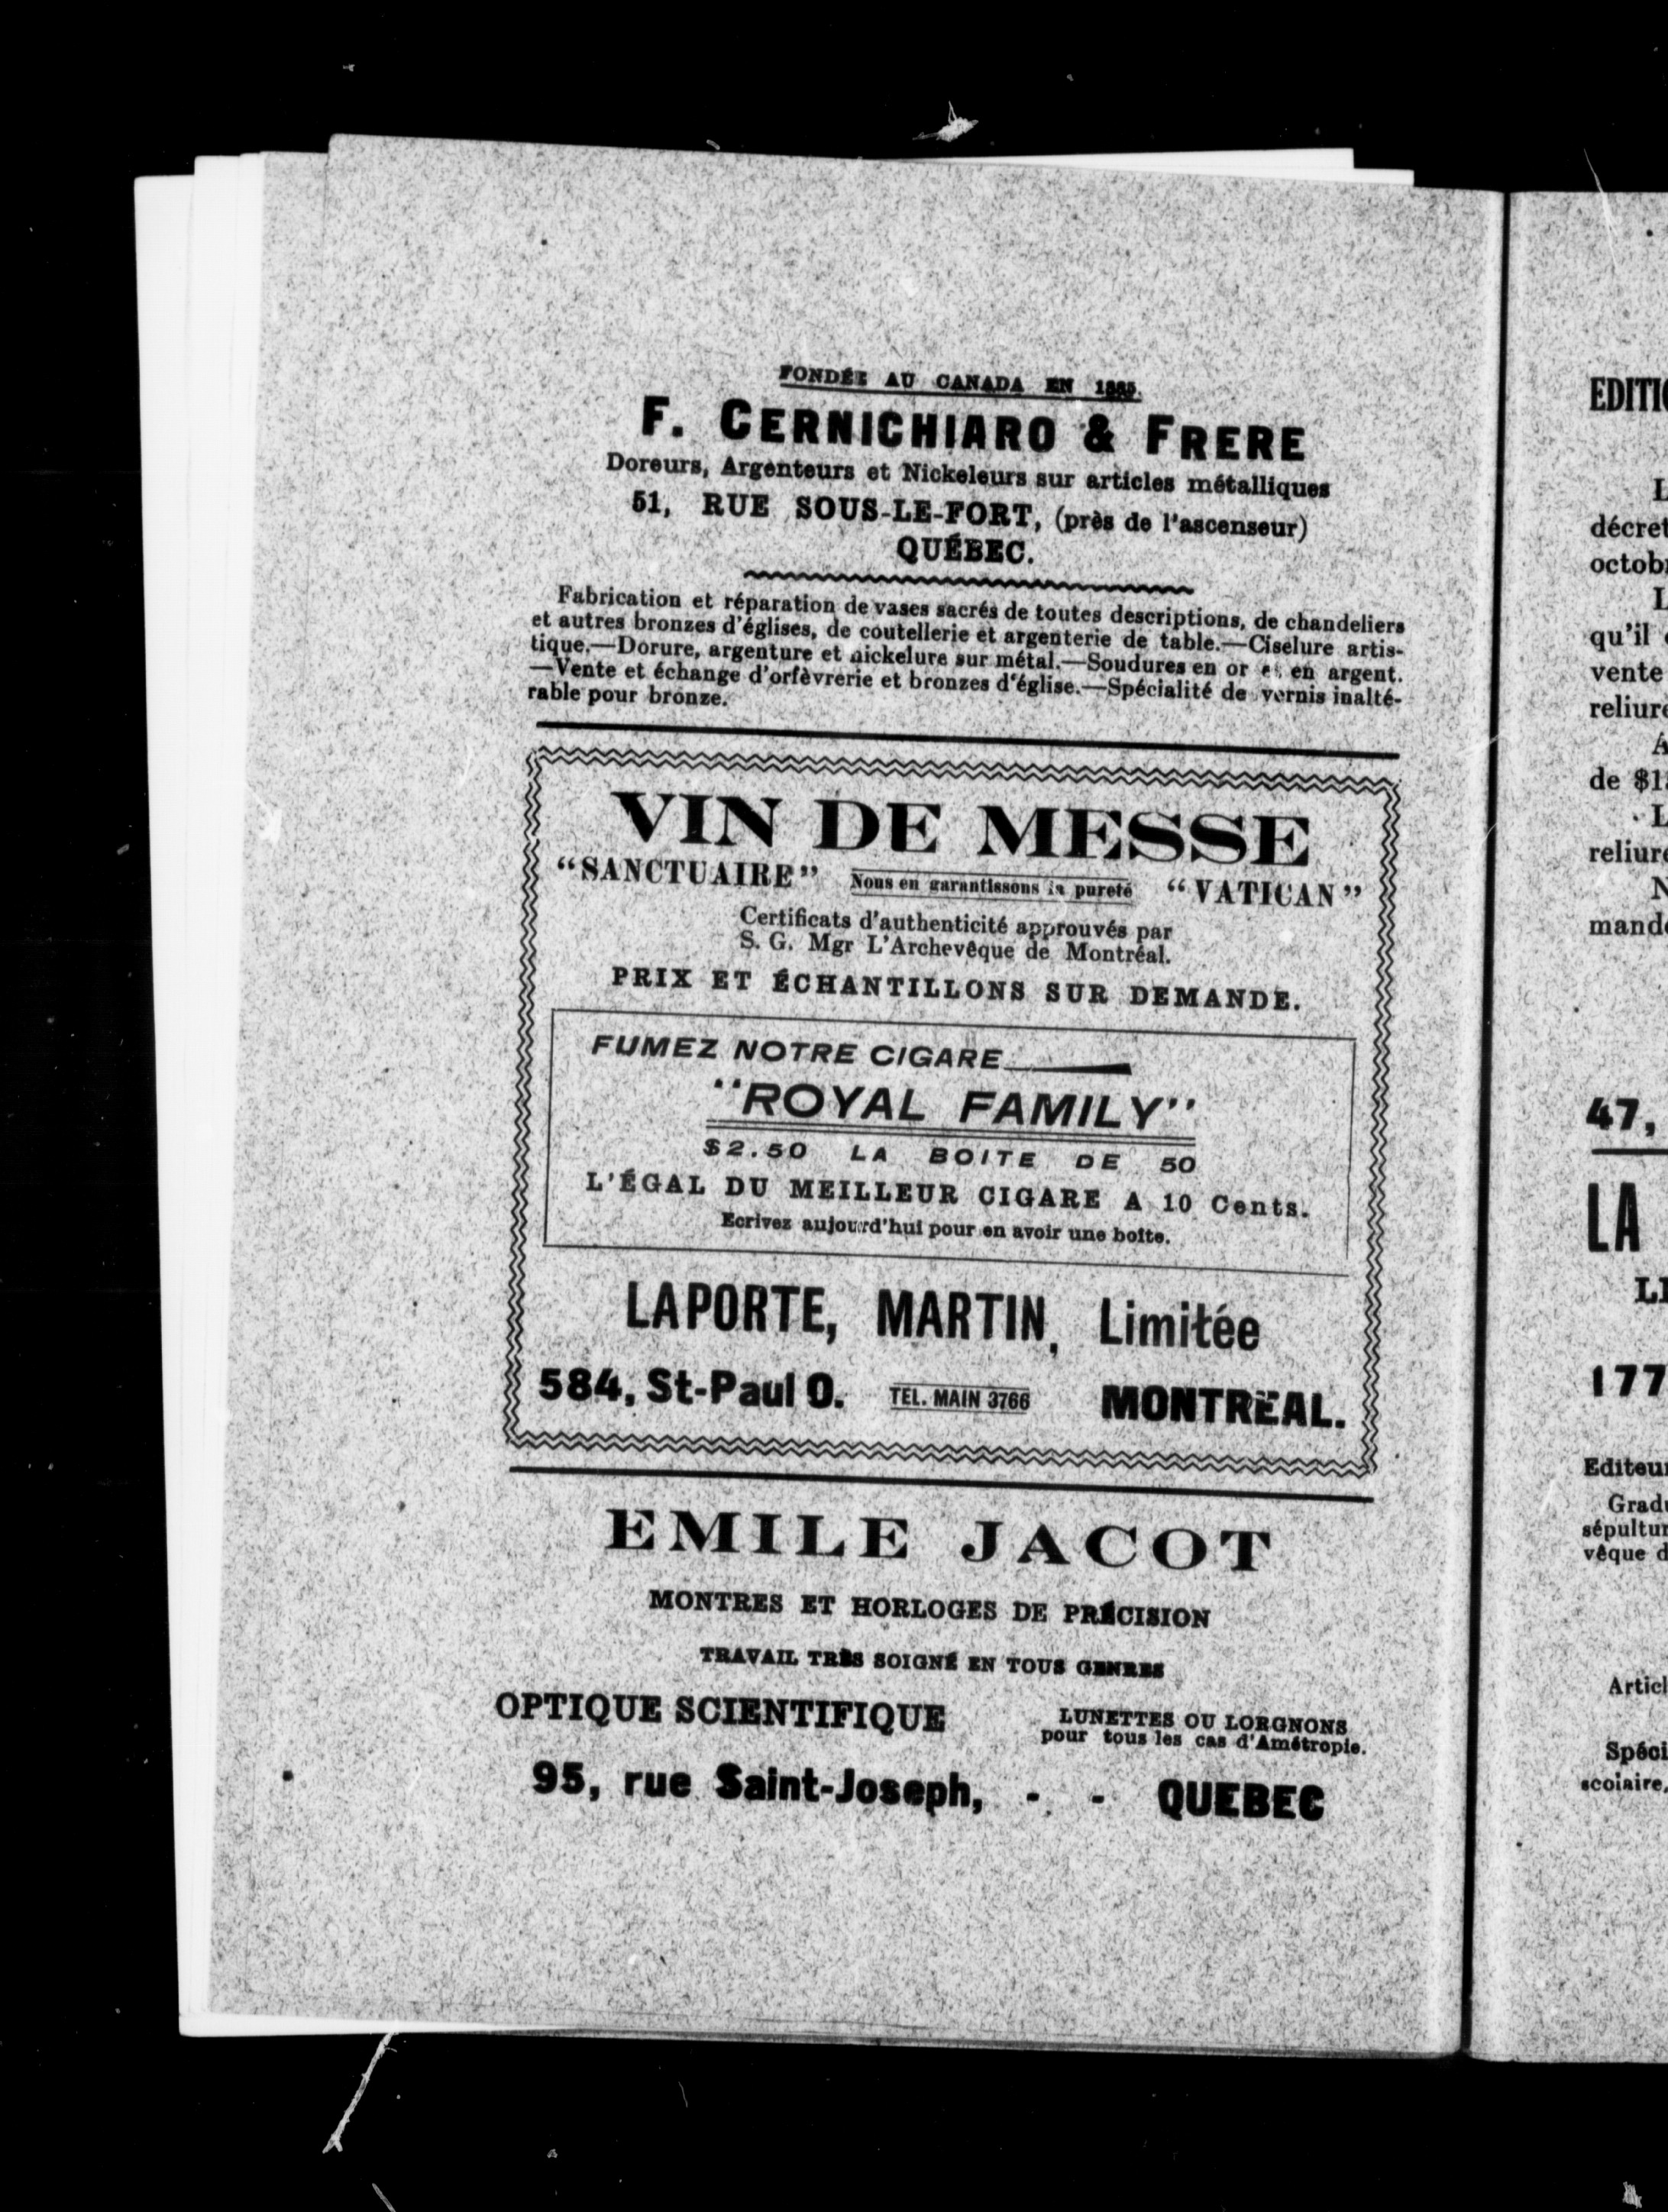 FONDÉE AU CANADA EN 1885.
F. CERNICHIARO & FRERE
Doreurs, Argenteurs et Nickeleurs sur articles métalliques
51, RUE SOUS-LE-FORT, (près de l'ascenseur)
QUÉBEC.
Fabrication et réparation de vases sacrés de toutes descriptions, de chandeliers
et autres bronzes d'églises, de coutellerie et argenterie de table.—Ciselure artis-
tique.—Dorure, argenture et nickelure sur métal.—Soudures en or et en argent.
—Vente et échange d'orfèvrerie et bronzes d'église.—Spécialité de vernis inalté-
rable pour bronze.
VIN DE MESSE
"SANCTUAIRE" Nous en garantissons la pureté "VATICAN"
Certificats d'authenticité approuvés par
S. G. Mgr L'Archevêque de Montréal.
PRIX ET ÉCHANTILLONS SUR DEMANDE.
FUMEZ NOTRE CIGARE
"ROYAL FAMILY"
$2.50 LA BOITE DE 50
L'ÉGAL DU MEILLEUR CIGARE A 10 Cents.
Ecrivez aujourd'hui pour en avoir une boîte.
LAPORTE, MARTIN, Limitée
584, St-Paul O. TEL. MAIN 3766 MONTRÉAL.
EMILE JACOT
MONTRES ET HORLOGES DE PRÉCISION
TRAVAIL TRÈS SOIGNÉ EN TOUS GENRES
OPTIQUE SCIENTIFIQUE
LUNETTES OU LORGNONS
pour tous les cas d'Amétropie.
95, rue Saint-Joseph, - - QUEBEC
EDITIO
L
décret
octobr
L
qu'il
vente
reliure
A
de $1
L
reliure
N
mand
47,
LA
LE
177
Editeur
Gradu
sépultur
vêque d
Articl
Spéci
scolaire,